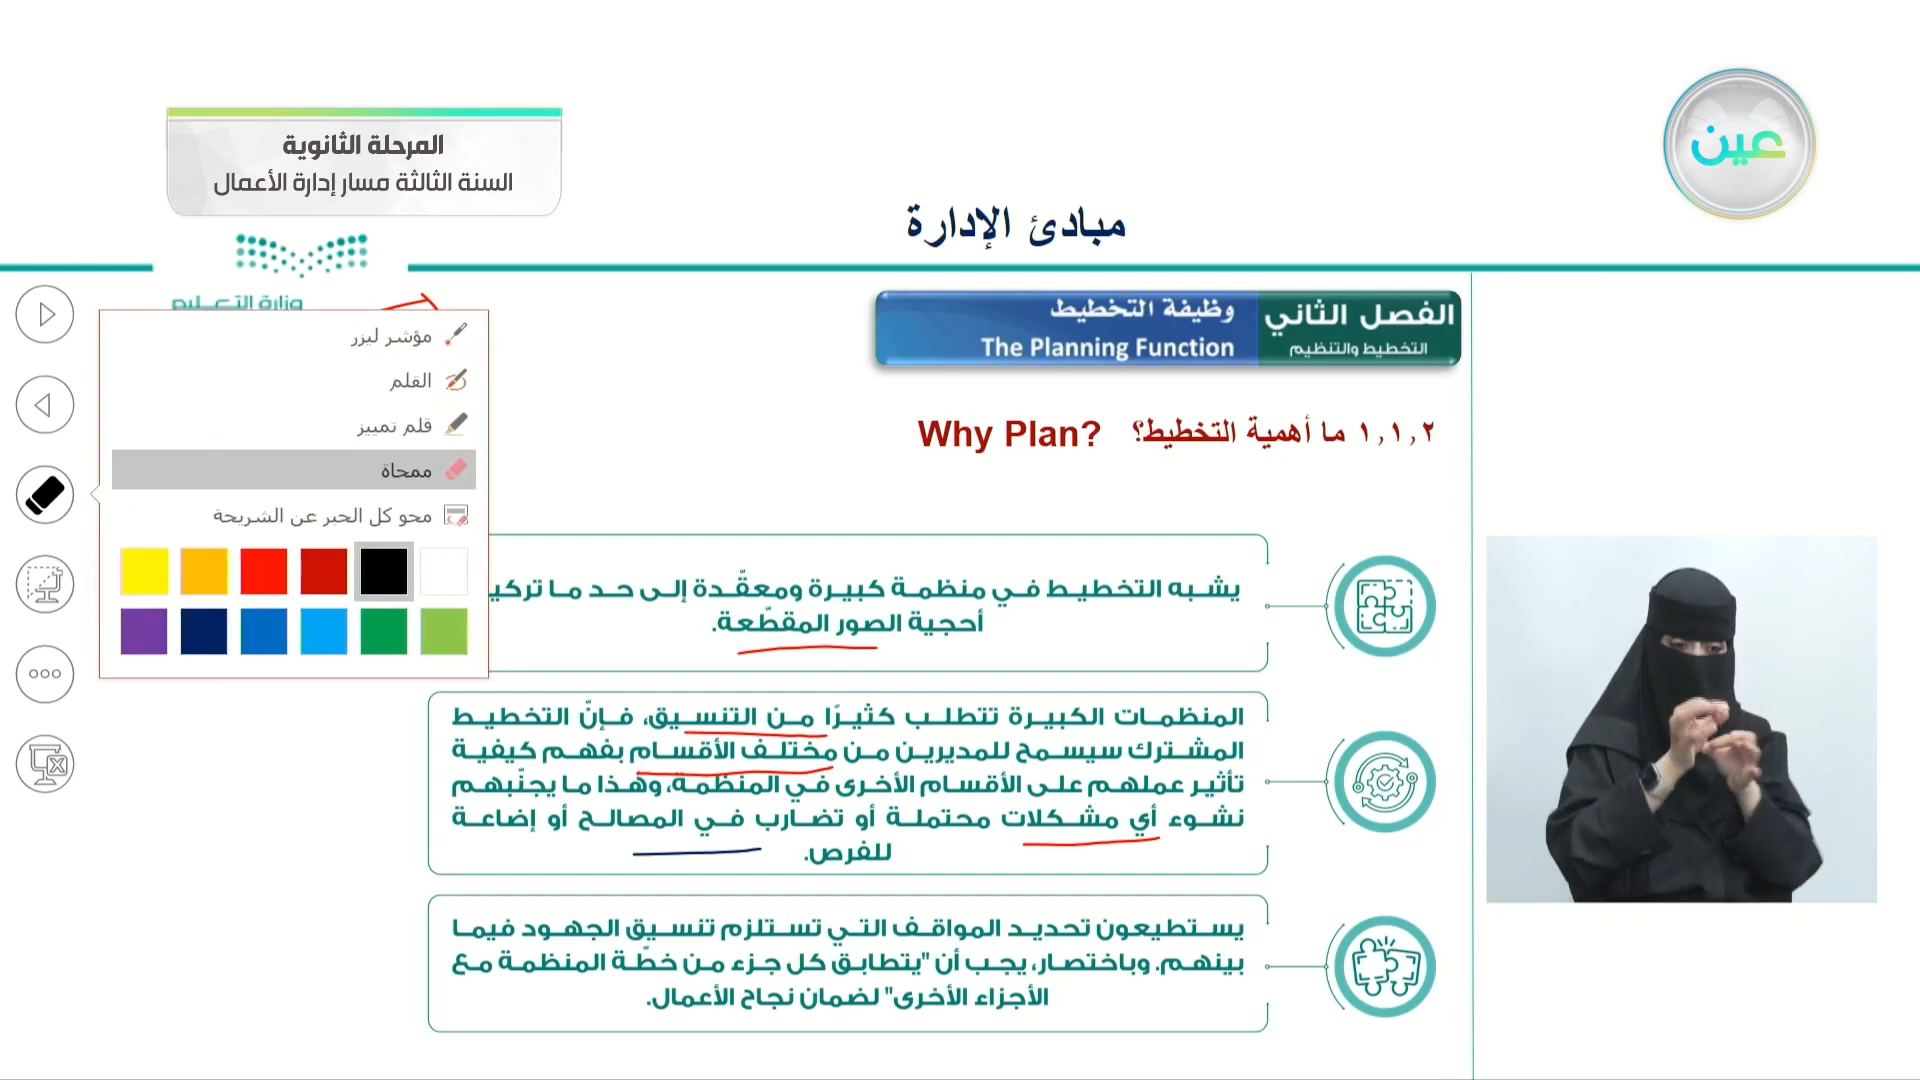 المرحلة الثانوية
السنة الثالثة مسار إدارة الأعمال
عين
مبادئ الإدارة
وزارة التعليم
الفصل الثاني
التخطيط والتنظيم
وظيفة التخطيط
The Planning Function
١,١,٢ ما أهمية التخطيط؟ Why Plan?
مؤشر ليزر
القلم
قلم تمييز
ممحاة
محو كل الحبر عن الشريحة
يشبه التخطيط في منظمة كبيرة ومعقّدة إلى حد ما
أحجية الصور المقطّعة.
المنظمات الكبيرة تتطلب كثيرًا من التنسيق، فإنّ التخطيط
المشترك سيسمح للمديرين من مختلف الأقسام بفهم كيفية
تأثير عملهم على الأقسام الأخرى في المنظمة، وهذا ما يجنّبهم
نشوء أي مشكلات محتملة أو تضارب في المصالح أو إضاعة
للفرص.
يستطيعون تحديد المواقف التي تستلزم تنسيق الجهود فيما
بينهم. وباختصار، يجب أن "يتطابق كل جزء من خطّة المنظمة مع
الأجزاء الأخرى" لضمان نجاح الأعمال.